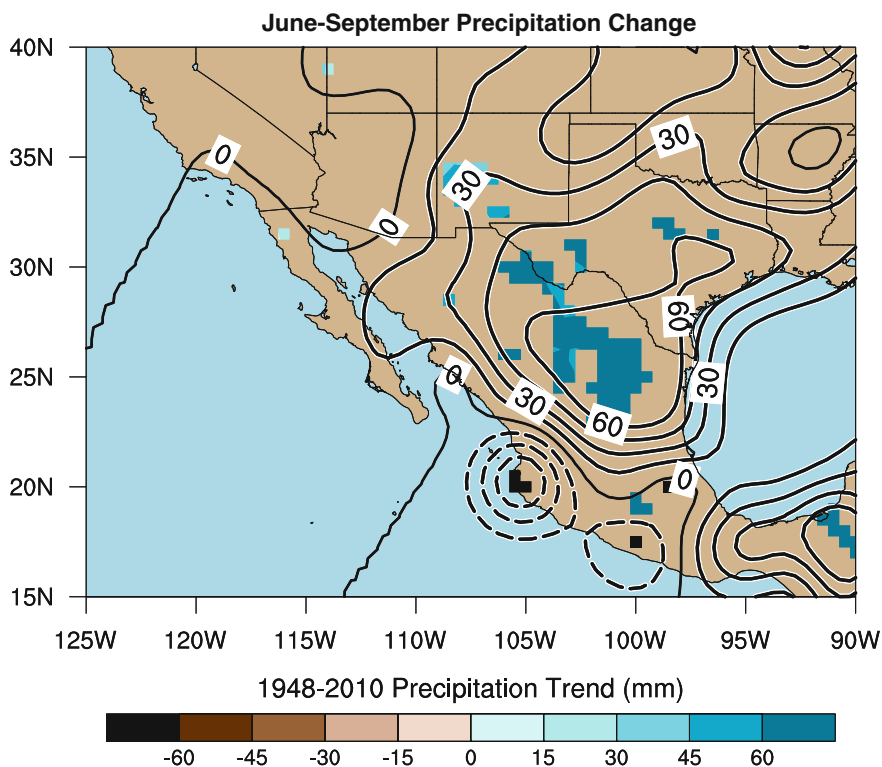 June-September Precipitation Change
40N
35N
30N
25N
20N
15N
0
30
30
0
60
0
30
30
60
0
125W 120W 115W 110W 105W 100W 95W 90W
1948-2010 Precipitation Trend (mm)
-60 -45 -30 -15 0 15 30 45 60